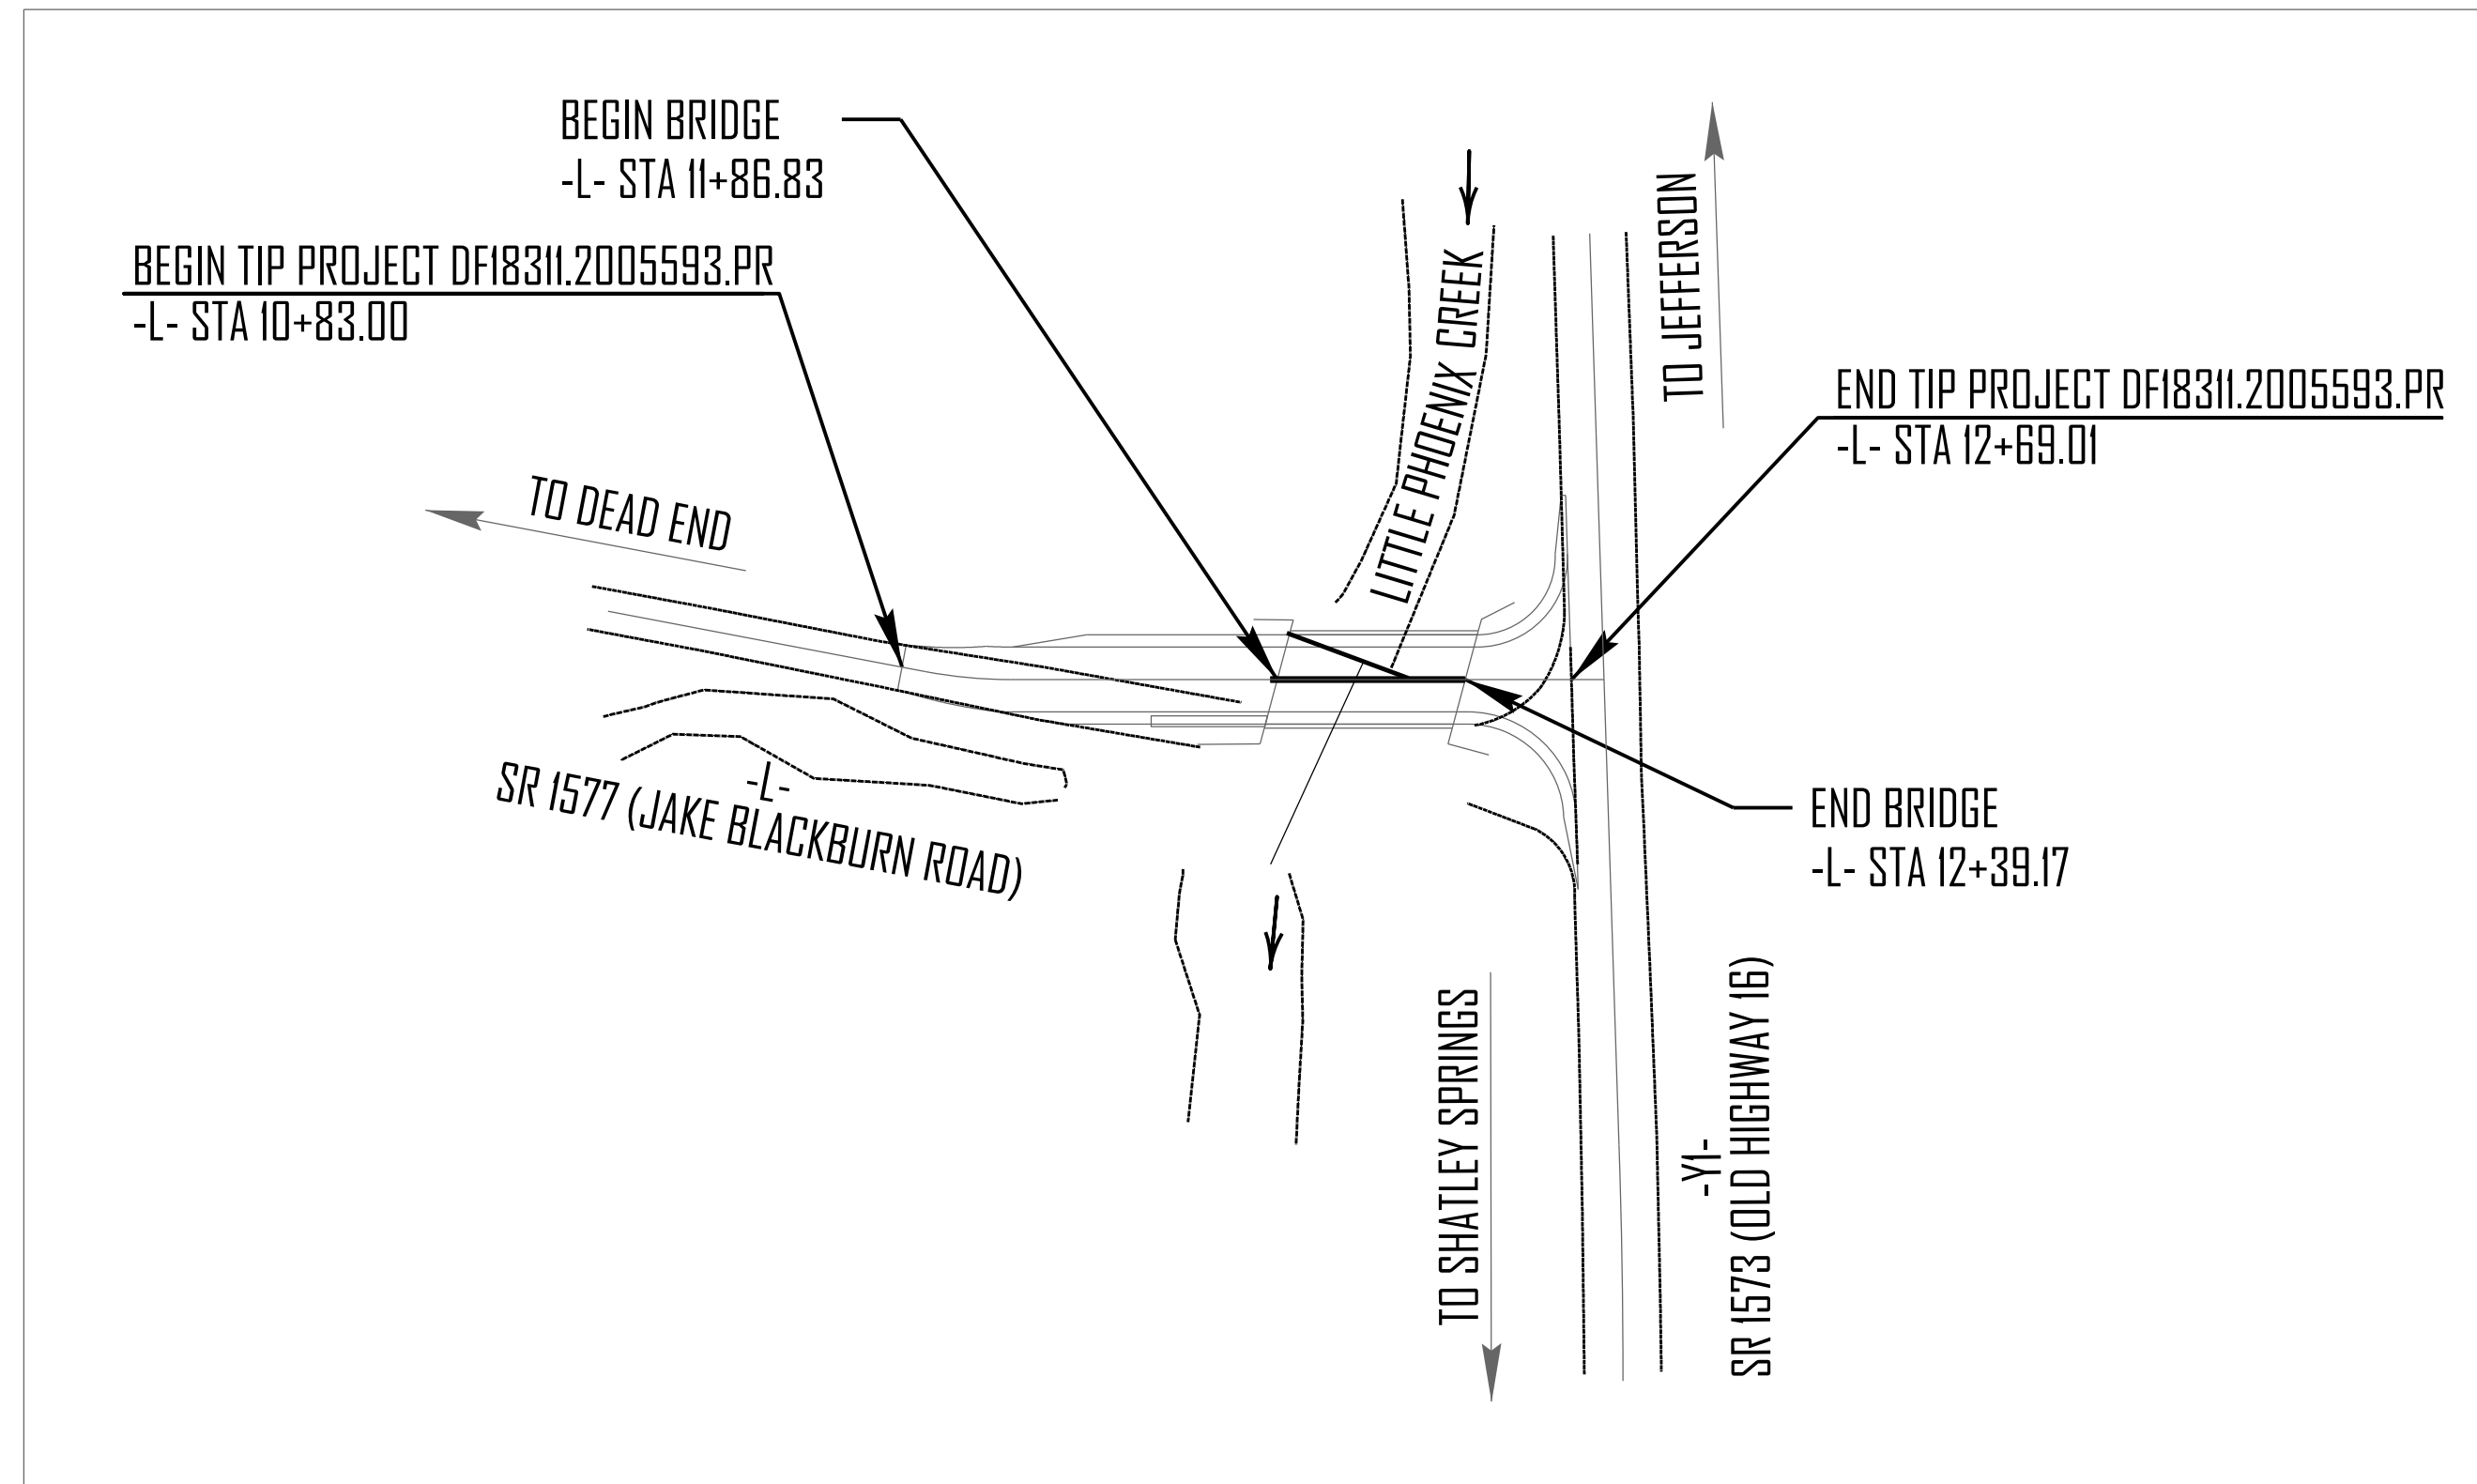 BEGIN BRIDGE
-L- STA 11+86.83
BEGIN TIP PROJECT DF18311.2005593.PR
-L- STA 10+83.00
TO DEAD END
LITTLE PHOENIX CREEK
TO JEFFERSON
END TIP PROJECT DF18311.2005593.PR
-L- STA 12+69.01
-L-
SR 1577 (JAKE BLACKBURN ROAD)
END BRIDGE
-L- STA 12+39.17
TO SHATLEY SPRINGS
-Y1-
SR 1573 (OLD HIGHWAY 16)